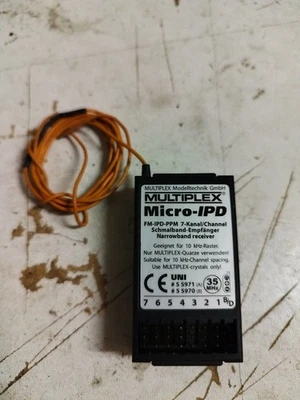 MULTIPLEX Modelltechnik GmbH
MULTIPLEX®
Micro-IPD
FM-IPD-PPM 7-Kanal/Channel
Schmalband-Empfänger
Narrowband receiver
Geeignet für 10 kHz-Raster.
Nur MULTIPLEX-Quarze verwenden!
Suitable for 10 kHz-Channel spacing.
Use MULTIPLEX-crystals only!
CE UNI
# 5 5971 (A)
# 5 5970 (B)
35 MHz
7 6 5 4 3 2 1 B/D